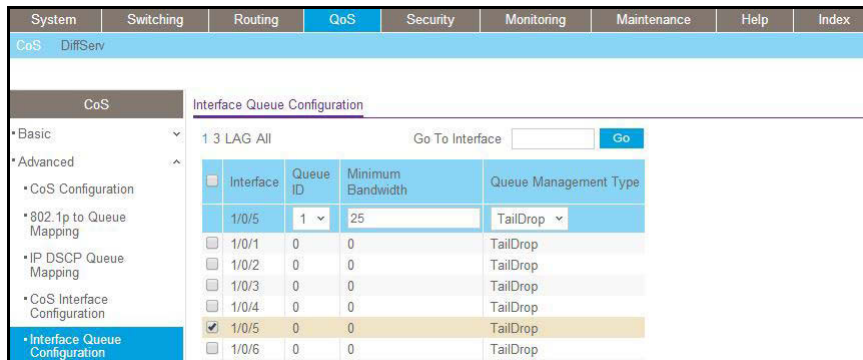 System Switching Routing QoS Security Monitoring Maintenance Help Index
CoS DiffServ
CoS
Basic
Advanced
CoS Configuration
802.1p to Queue
Mapping
IP DSCP Queue
Mapping
CoS Interface
Configuration
Interface Queue
Configuration
Interface Queue Configuration
1 3 LAG All Go To Interface Go
Interface Queue ID Minimum Bandwidth Queue Management Type
1/0/5 1 25 TailDrop
1/0/1 0 0 TailDrop
1/0/2 0 0 TailDrop
1/0/3 0 0 TailDrop
1/0/4 0 0 TailDrop
1/0/5 0 0 TailDrop
1/0/6 0 0 TailDrop